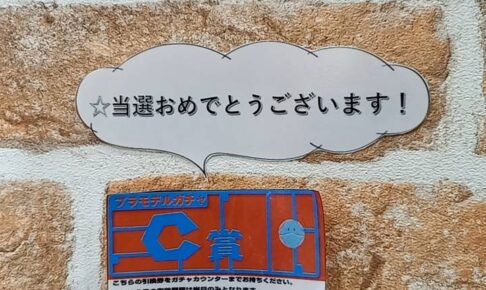 ☆当選おめでとうございます！
プラモデルガチャ
C賞
こちらの引換券をガチャカウンターまでお持ちください。